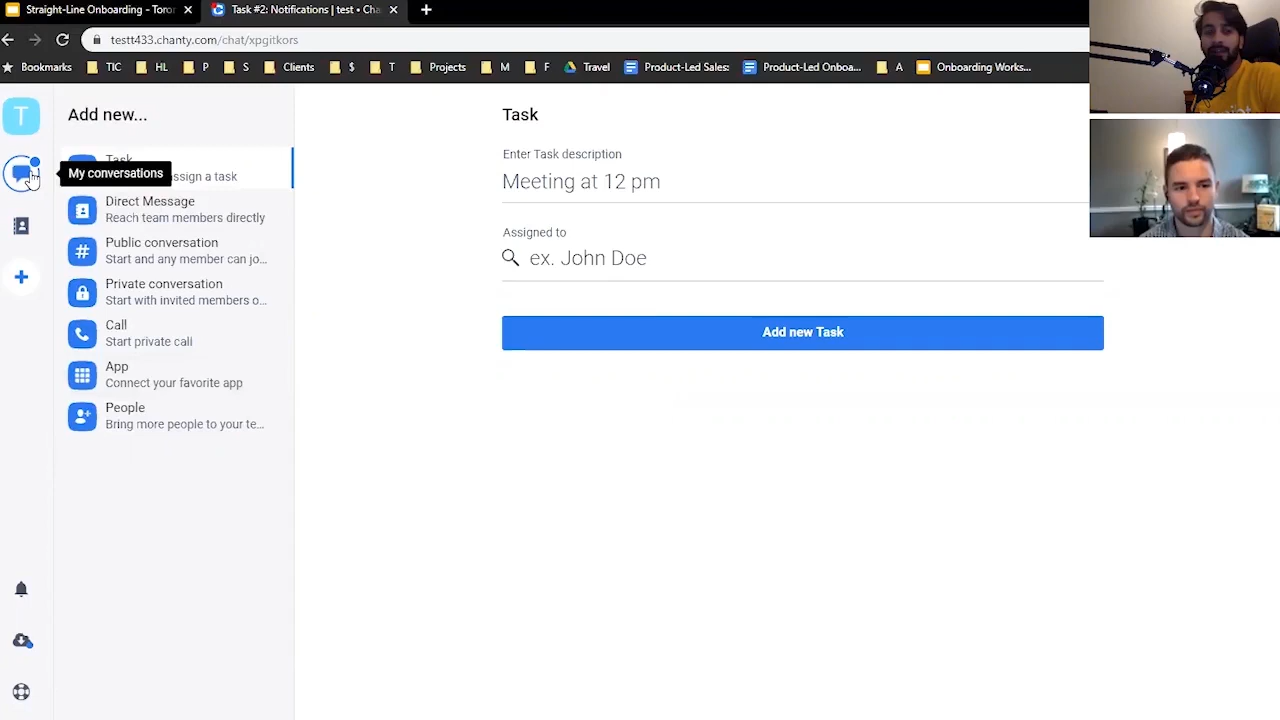 Straight-Line Onboarding - Toror
Task #2: Notifications | test • Cha
testt433.chanty.com/chat/xpgitkors
Bookmarks TIC HL P S Clients $ T Projects M F Travel Product-Led Sales: Product-Led Onboa... A Onboarding Works...
T
Add new...
Task
ssign a task
My conversations
Direct Message
Reach team members directly
Public conversation
Start and any member can jo...
Private conversation
Start with invited members o...
Call
Start private call
App
Connect your favorite app
People
Bring more people to your te...
Task
Enter Task description
Meeting at 12 pm
Assigned to
ex. John Doe
Add new Task